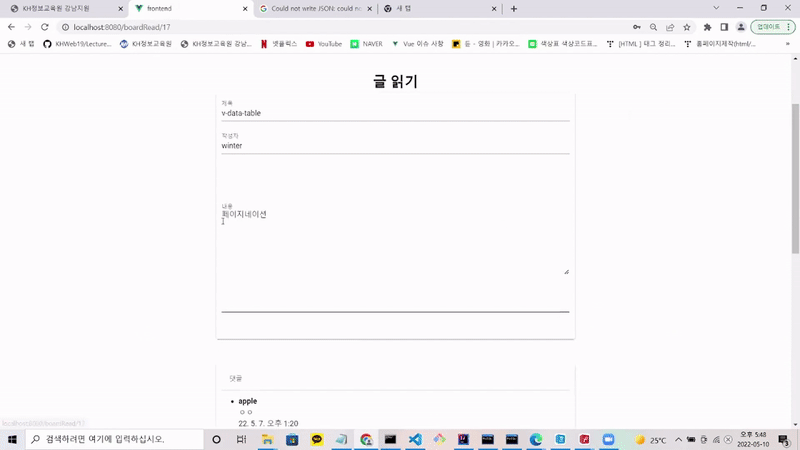 KH정보교육원 강남지원
frontend
Could not write JSON: could no
새 탭
localhost:8080/boardRead/17
업데이트
새 탭
KHWeb19/Lecture...
KH정보교육원
KH정보교육원 강남...
넷플릭스
YouTube
NAVER
Vue 이슈 사항
듄 - 영화 | 카카오...
색상표 색상코드표...
[HTML ] 태그 정리...
홈페이지제작(html/...
글 읽기
제목
v-data-table
작성자
winter
내용
페이지네이션
댓글
apple
ㅇㅇ
22. 5. 7. 오후 1:20
localhost:8080/boardRead/17
검색하려면 여기에 입력하십시오.
25°C
오후 5:48
2022-05-10
3